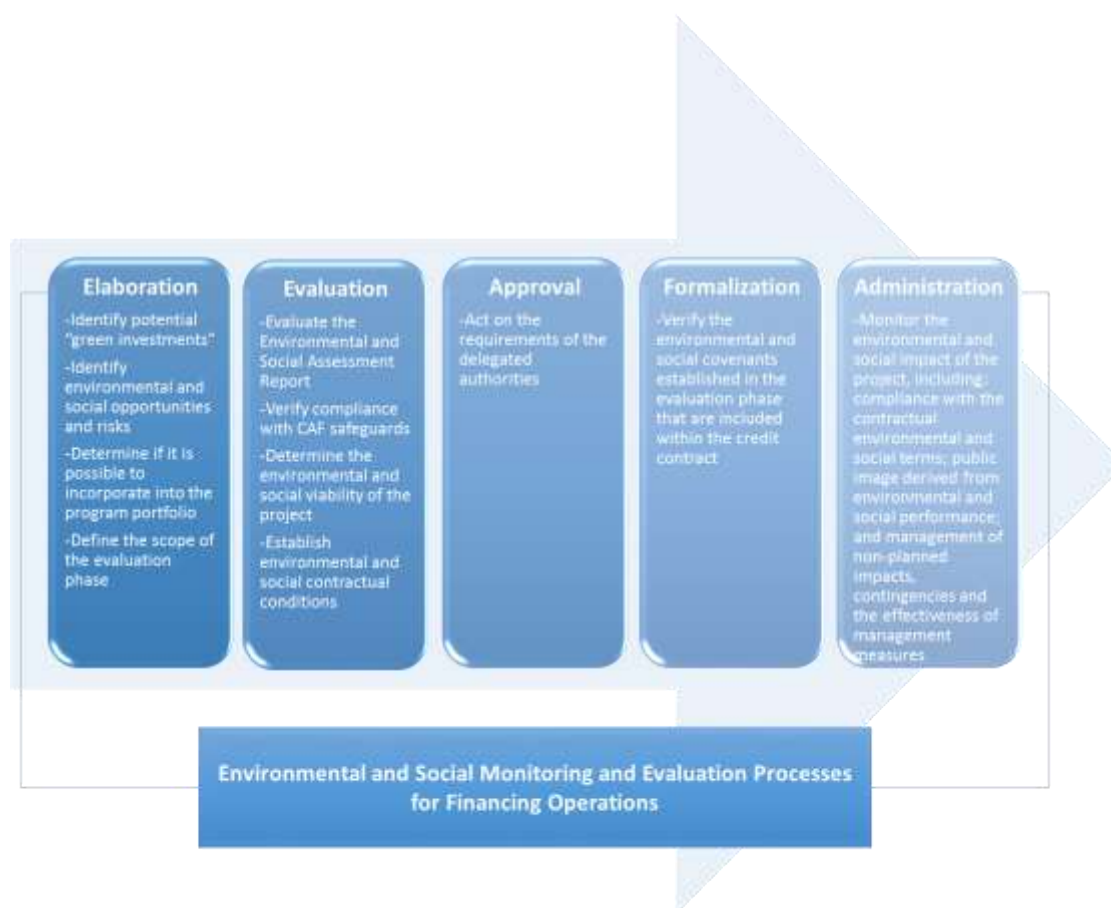 Elaboration
-Identify potential
"green investments"
-Identify
environmental and
social opportunities
and risks
-Determine if it is
possible to
incorporate into the
program portfolio
-Define the scope of
the evaluation
phase
Evaluation
-Evaluate the
Environmental and
Social Assessment
Report
-Verify compliance
with CAF safeguards
-Determine the
environmental and
social viability of the
project
-Establish
environmental and
social contractual
conditions
Approval
-Act on the
requirements of the
delegated
authorities
Formalization
-Verify the
environmental and
social covenants
established in the
evaluation phase
that are included
within the credit
contract
Administration
-Monitor the
environmental and
social impact of the
project, including:
compliance with the
contractual
environmental and
social terms; public
image derived from
environmental and
social performance;
and management of
non-planned
impacts,
contingencies and
the effectiveness of
management
measures
Environmental and Social Monitoring and Evaluation Processes
for Financing Operations